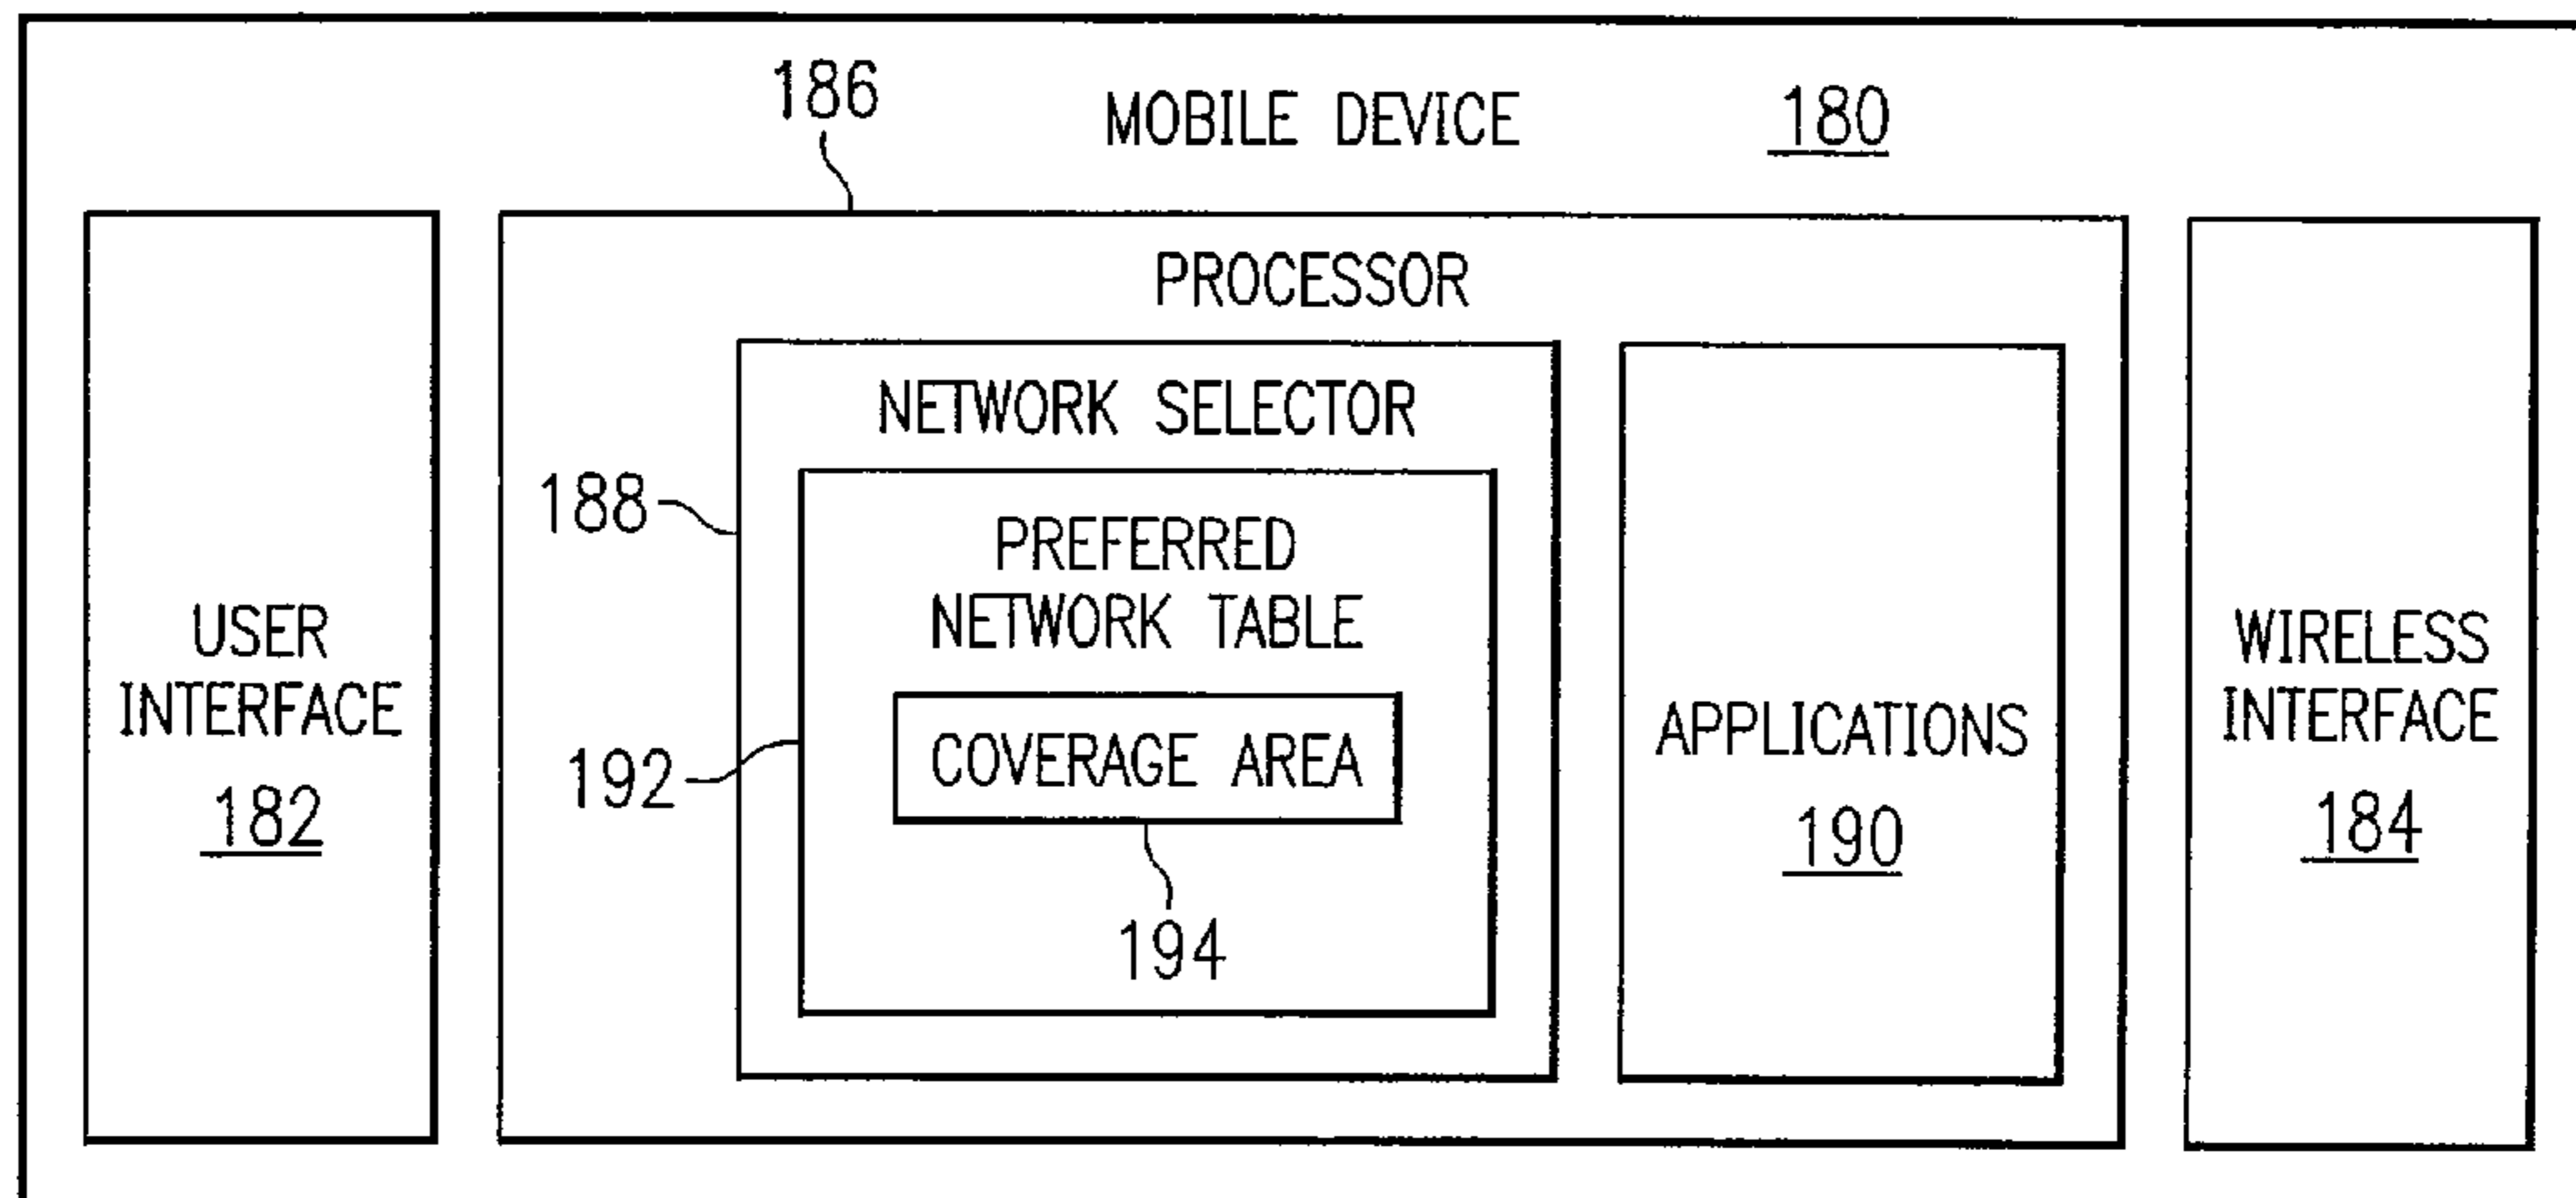 186
MOBILE DEVICE
180
PROCESSOR
NETWORK SELECTOR
188
PREFERRED
NETWORK TABLE
192
COVERAGE AREA
194
USER
INTERFACE
182
APPLICATIONS
190
WIRELESS
INTERFACE
184